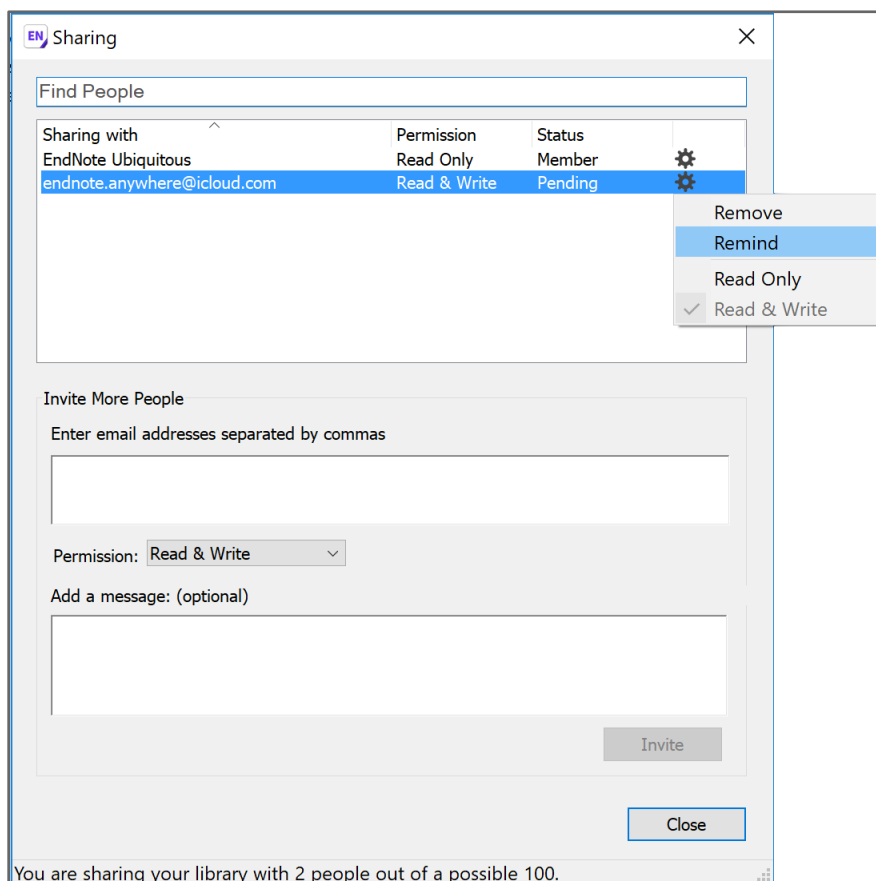 EN Sharing
Find People
Sharing with Permission Status
EndNote Ubiquitous Read Only Member
endnote.anywhere@icloud.com Read & Write Pending
Remove
Remind
Read Only
Read & Write
Invite More People
Enter email addresses separated by commas
Permission: Read & Write
Add a message: (optional)
Invite
Close
You are sharing your library with 2 people out of a possible 100.